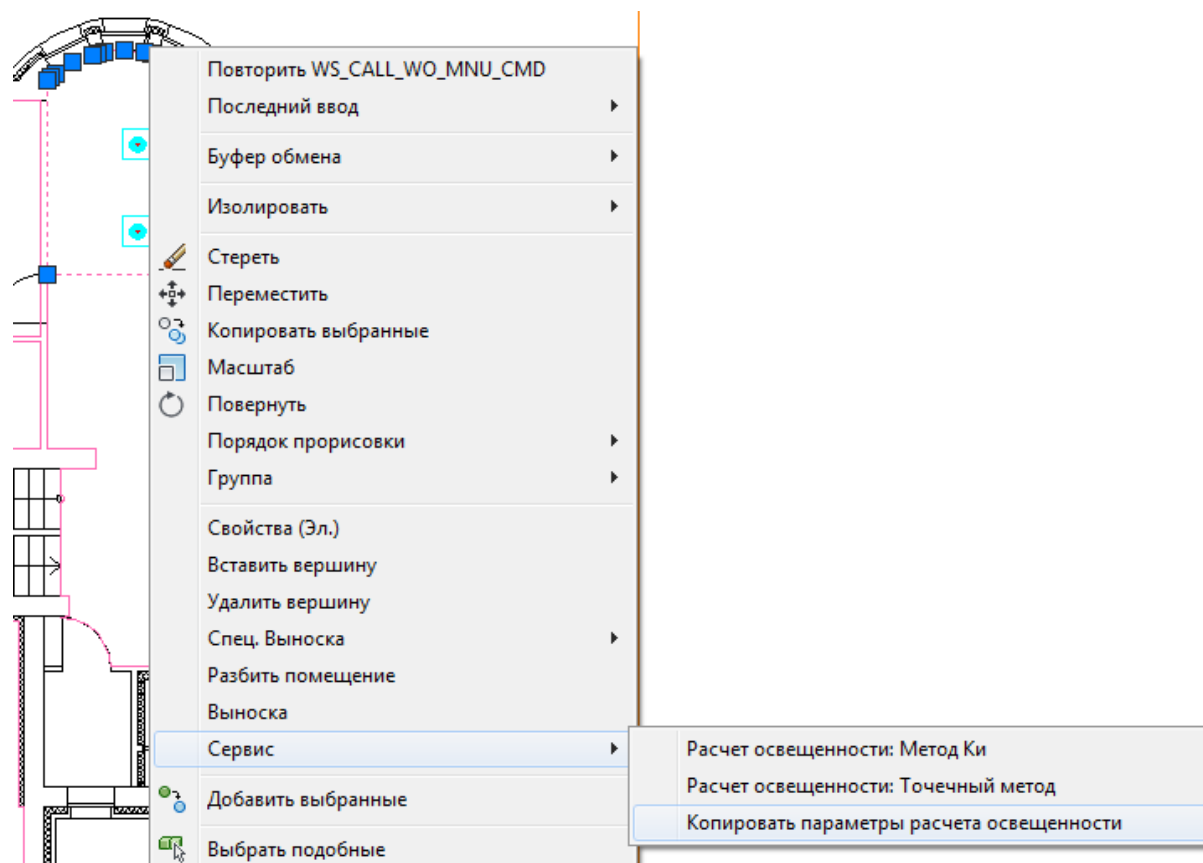 Повторить WS_CALL_WO_MNU_CMD
Последний ввод
Буфер обмена
Изолировать
Стереть
Переместить
Копировать выбранные
Масштаб
Повернуть
Порядок прорисовки
Группа
Свойства (Эл.)
Вставить вершину
Удалить вершину
Спец. Выноска
Разбить помещение
Выноска
Сервис
Расчет освещенности: Метод Ки
Расчет освещенности: Точечный метод
Копировать параметры расчета освещенности
Добавить выбранные
Выбрать подобные